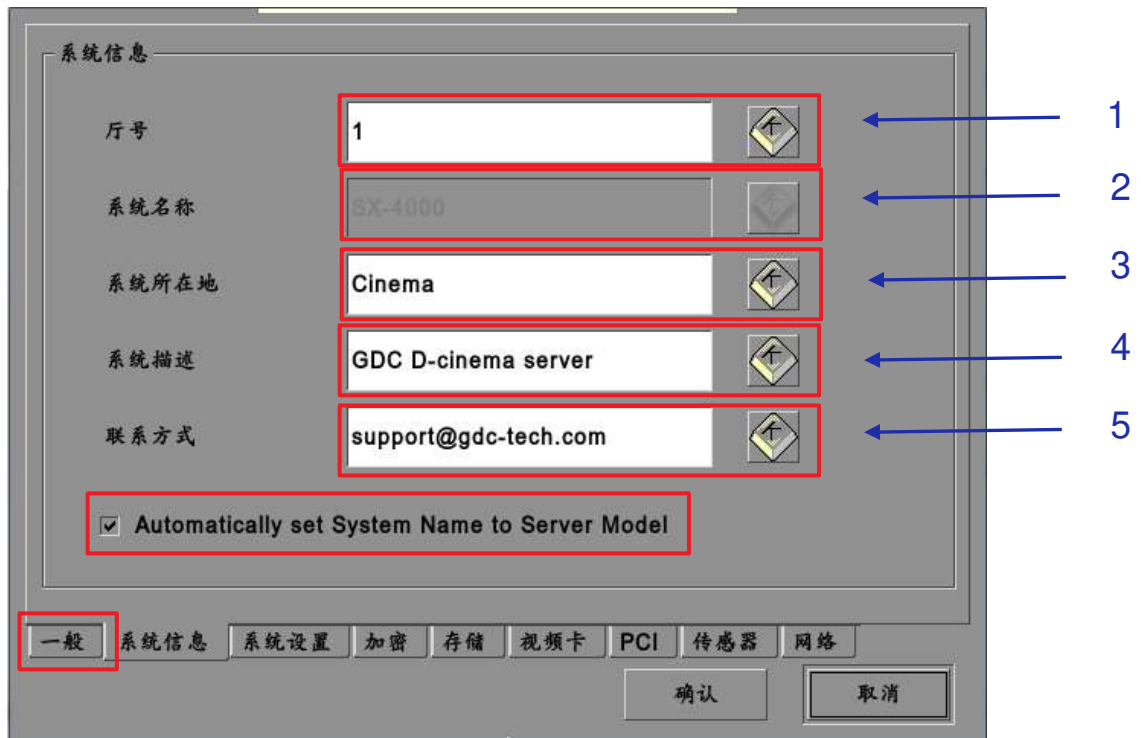 系统信息
厅号 1 1
系统名称 SX-4000 2
系统所在地 Cinema 3
系统描述 GDC D-cinema server 4
联系方式 support@gdc-tech.com 5
Automatically set System Name to Server Model
一般 系统信息 系统设置 加密 存储 视频卡 PCI 传感器 网络
确认 取消